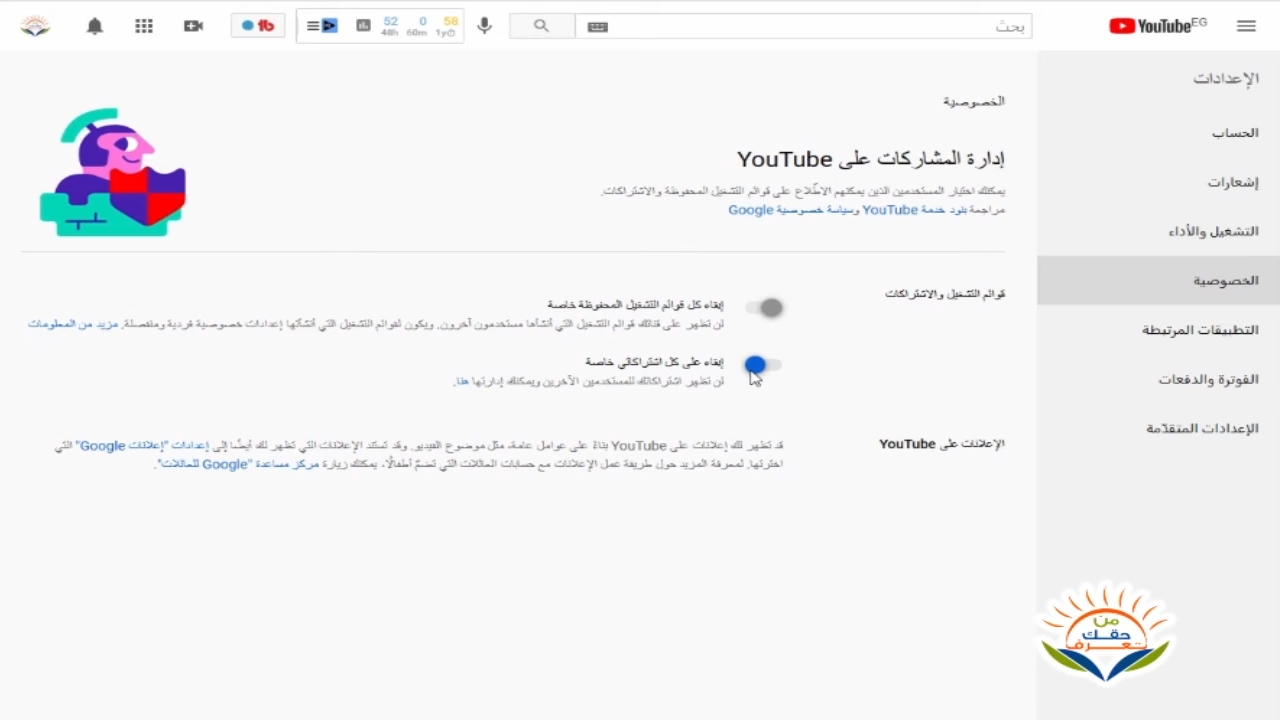 YouTube EG
بحث
52 0 58
48h 60m 1y
الإعدادات
الحساب
إشعارات
التشغيل والأداء
الخصوصية
التطبيقات المرتبطة
الفوترة والدفعات
الإعدادات المتقدّمة
الخصوصية
إدارة المشاركات على YouTube
يمكنك اختيار المستخدمين الذين يمكنهم الاطّلاع على قوائم التشغيل المحفوظة والاشتراكات.
مراجعة بنود خدمة YouTube وسياسة خصوصية Google
قوائم التشغيل والاشتراكات
إبقاء كل قوائم التشغيل المحفوظة خاصة
لن تظهر على قناتك قوائم التشغيل التي أنشأها مستخدمون آخرون. ويكون لقوائم التشغيل التي أنشأتها إعدادات خصوصية فردية ومنفصلة. مزيد من المعلومات
إبقاء على كل اشتراكاتي خاصة
لن تظهر اشتراكاتك للمستخدمين الآخرين ويمكنك إدارتها هنا.
الإعلانات على YouTube
قد تظهر لك إعلانات على YouTube بناءً على عوامل عامة، مثل موضوع الفيديو. وقد تستند الإعلانات التي تظهر لك أيضًا إلى إعدادات "إعلانات Google" التي
اخترتها. لمعرفة المزيد حول طريقة عمل الإعلانات مع حسابات العائلات التي تضمّ أطفالًا، يمكنك زيارة مركز مساعدة "Google للعائلات".
من
حقك
تعرف